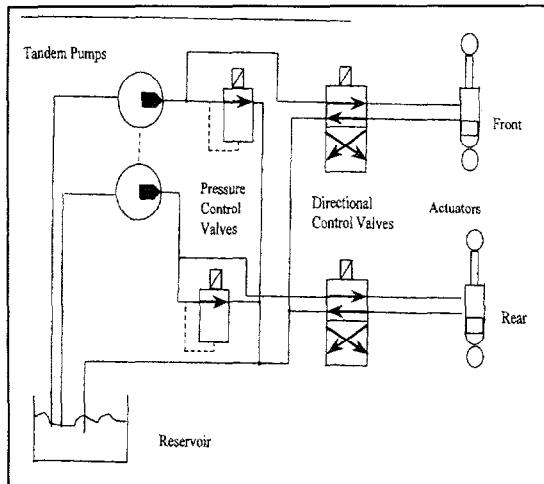 Tandem Pumps
Front
Pressure
Control
Valves
Directional
Control Valves
Actuators
Rear
Reservoir